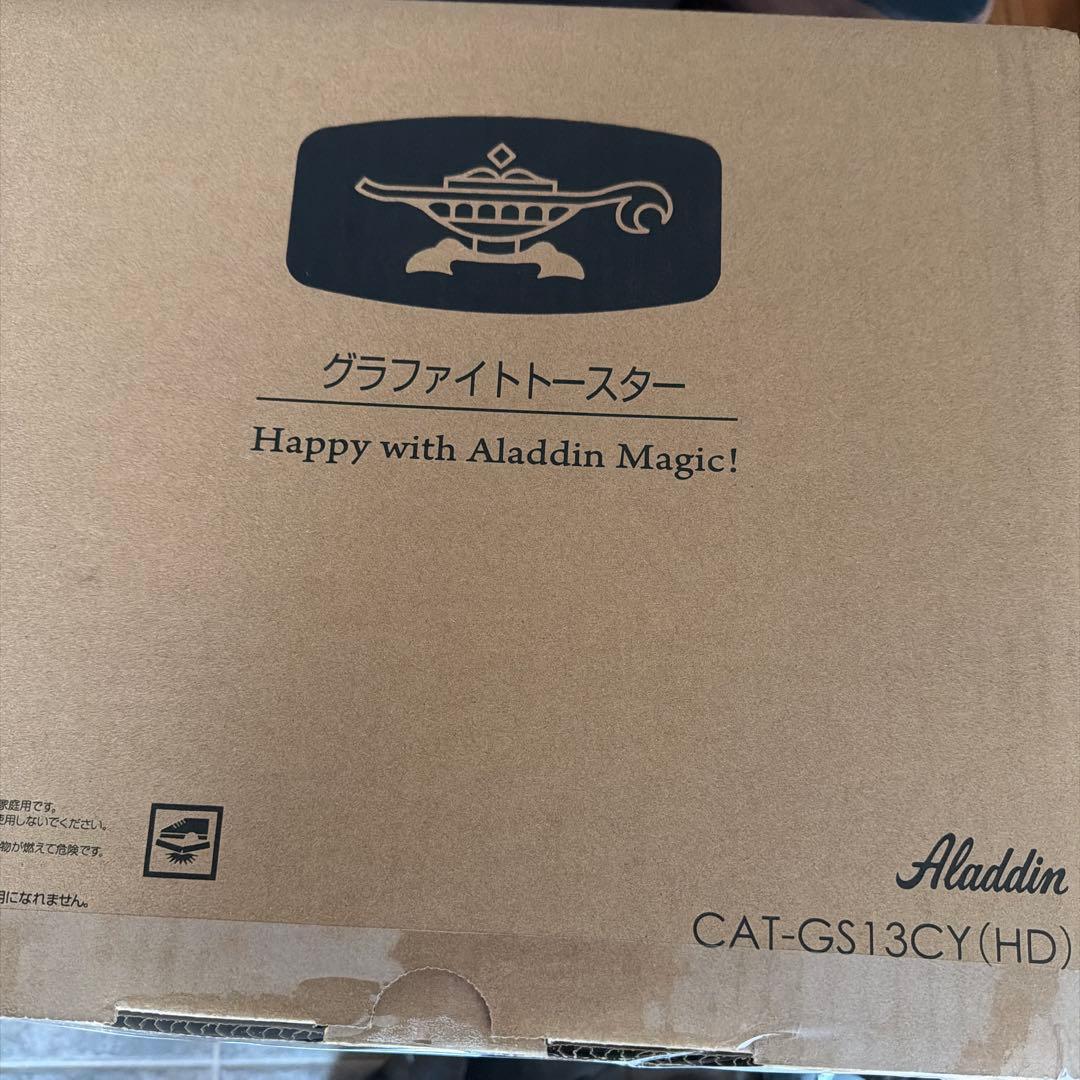 グラファイトトースター
Happy with Aladdin Magic!
家庭用です。
使用しないでください。
物が燃えて危険です。
用になれません。
Aladdin
CAT-GS13CY(HD)